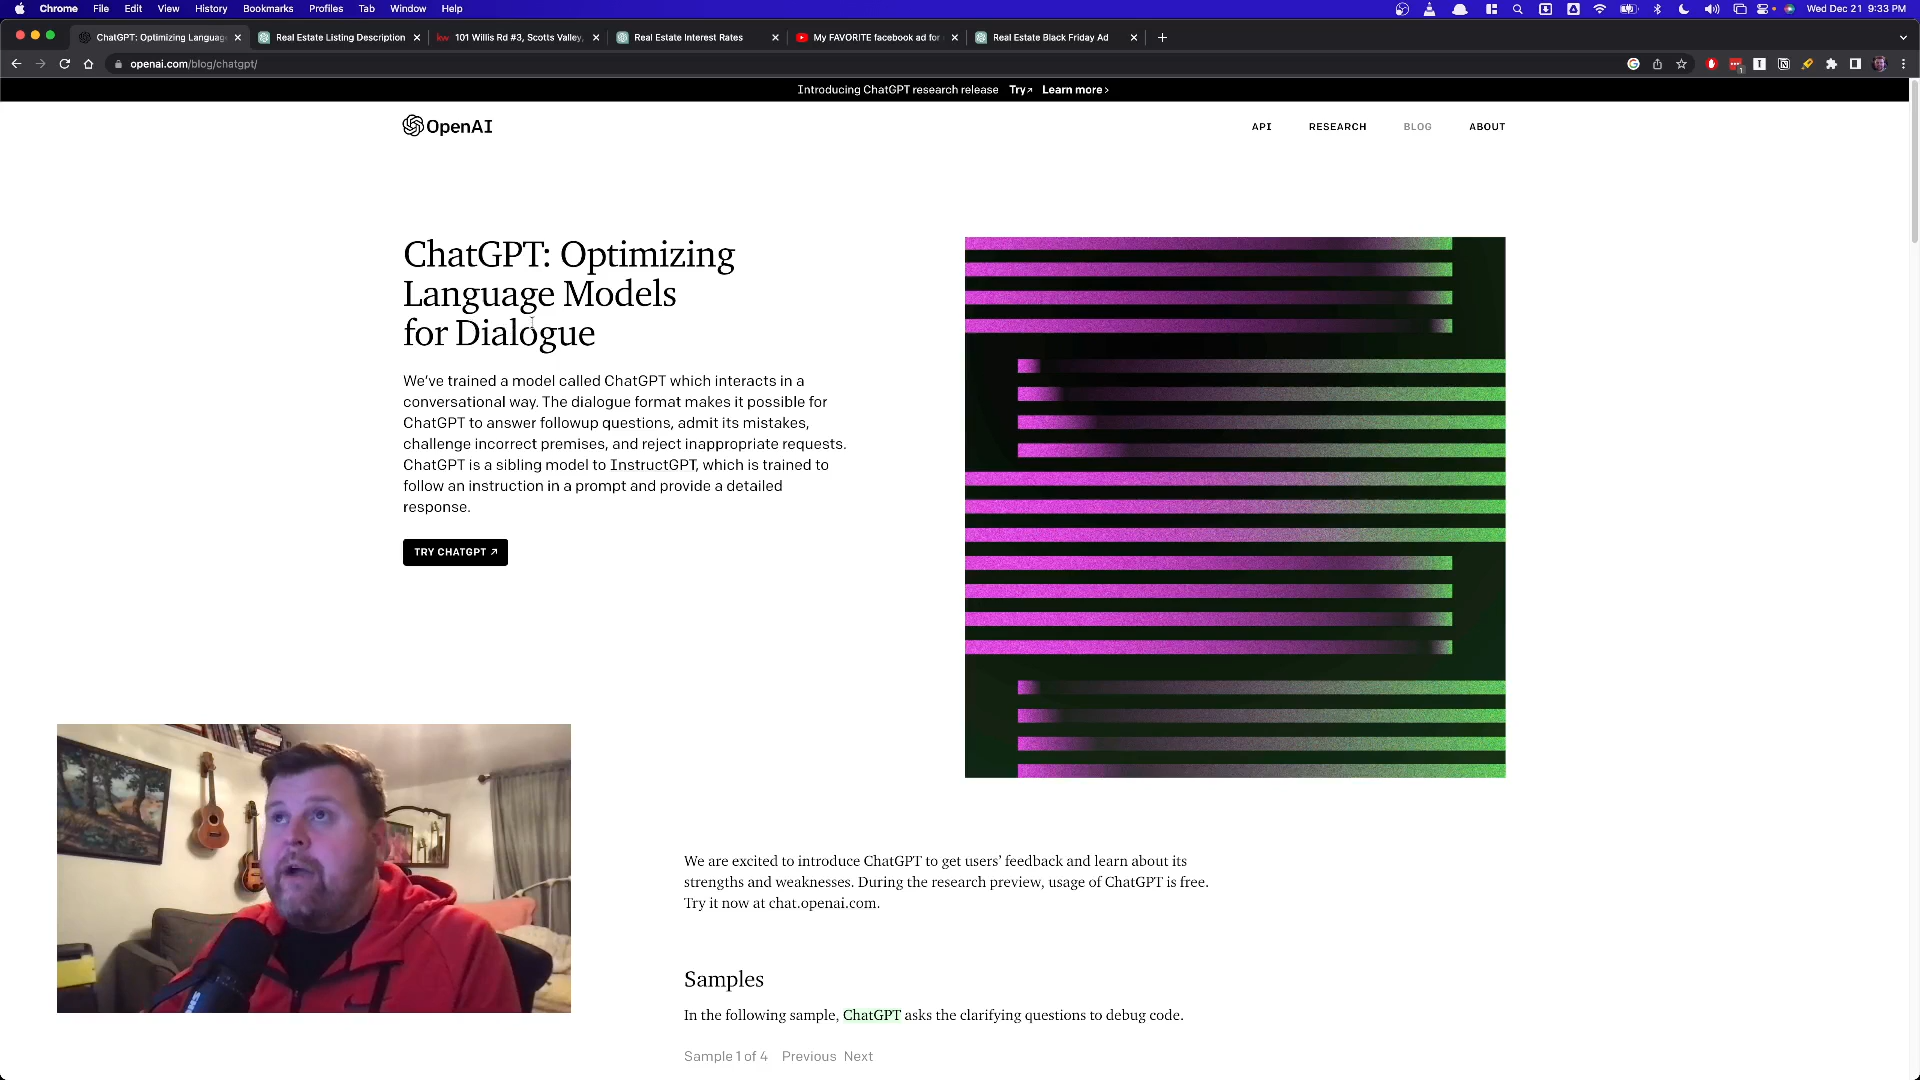 Chrome File Edit View History Bookmarks Profiles Tab Window Help Wed Dec 21 9:33 PM
ChatGPT: Optimizing Languag Real Estate Listing Description kw 101 Willis Rd #3, Scotts Valley, Real Estate Interest Rates My FAVORITE facebook ad for Real Estate Black Friday Ad
openai.com/blog/chatgpt/
Introducing ChatGPT research release Try↗ Learn more ›
OpenAI
API RESEARCH BLOG ABOUT
ChatGPT: Optimizing
Language Models
for Dialogue
We’ve trained a model called ChatGPT which interacts in a
conversational way. The dialogue format makes it possible for
ChatGPT to answer followup questions, admit its mistakes,
challenge incorrect premises, and reject inappropriate requests.
ChatGPT is a sibling model to InstructGPT, which is trained to
follow an instruction in a prompt and provide a detailed
response.
TRY CHATGPT ↗
We are excited to introduce ChatGPT to get users’ feedback and learn about its
strengths and weaknesses. During the research preview, usage of ChatGPT is free.
Try it now at chat.openai.com.
Samples
In the following sample, ChatGPT asks the clarifying questions to debug code.
Sample 1 of 4 Previous Next